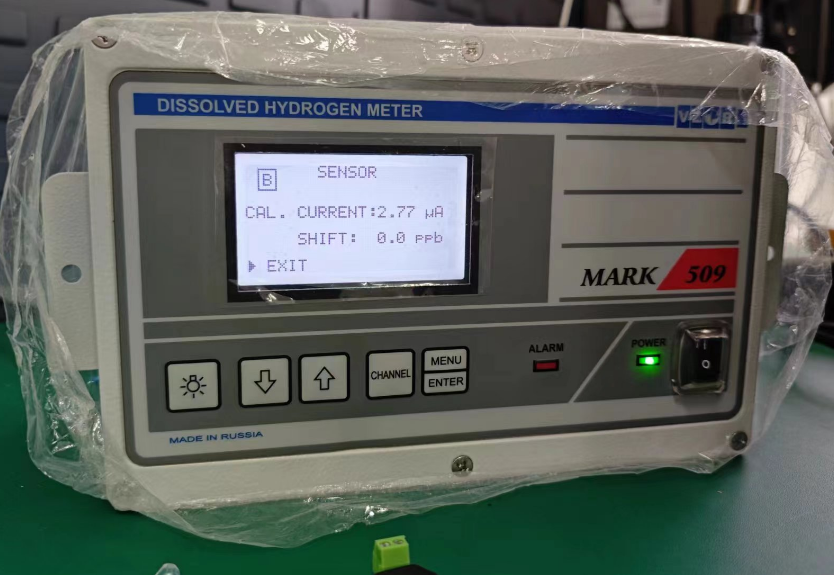 DISSOLVED HYDROGEN METER
B SENSOR
CAL. CURRENT:2.77 µA
SHIFT: 0.0 ppb
EXIT
MARK 509
CHANNEL
MENU
ENTER
ALARM
POWER
MADE IN RUSSIA